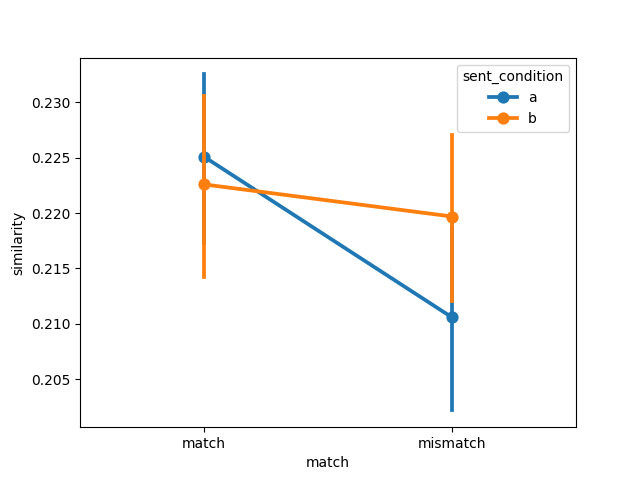 sent_condition
a
b
0.230
0.225
0.220
0.215
0.210
0.205
similarity
match
mismatch
match